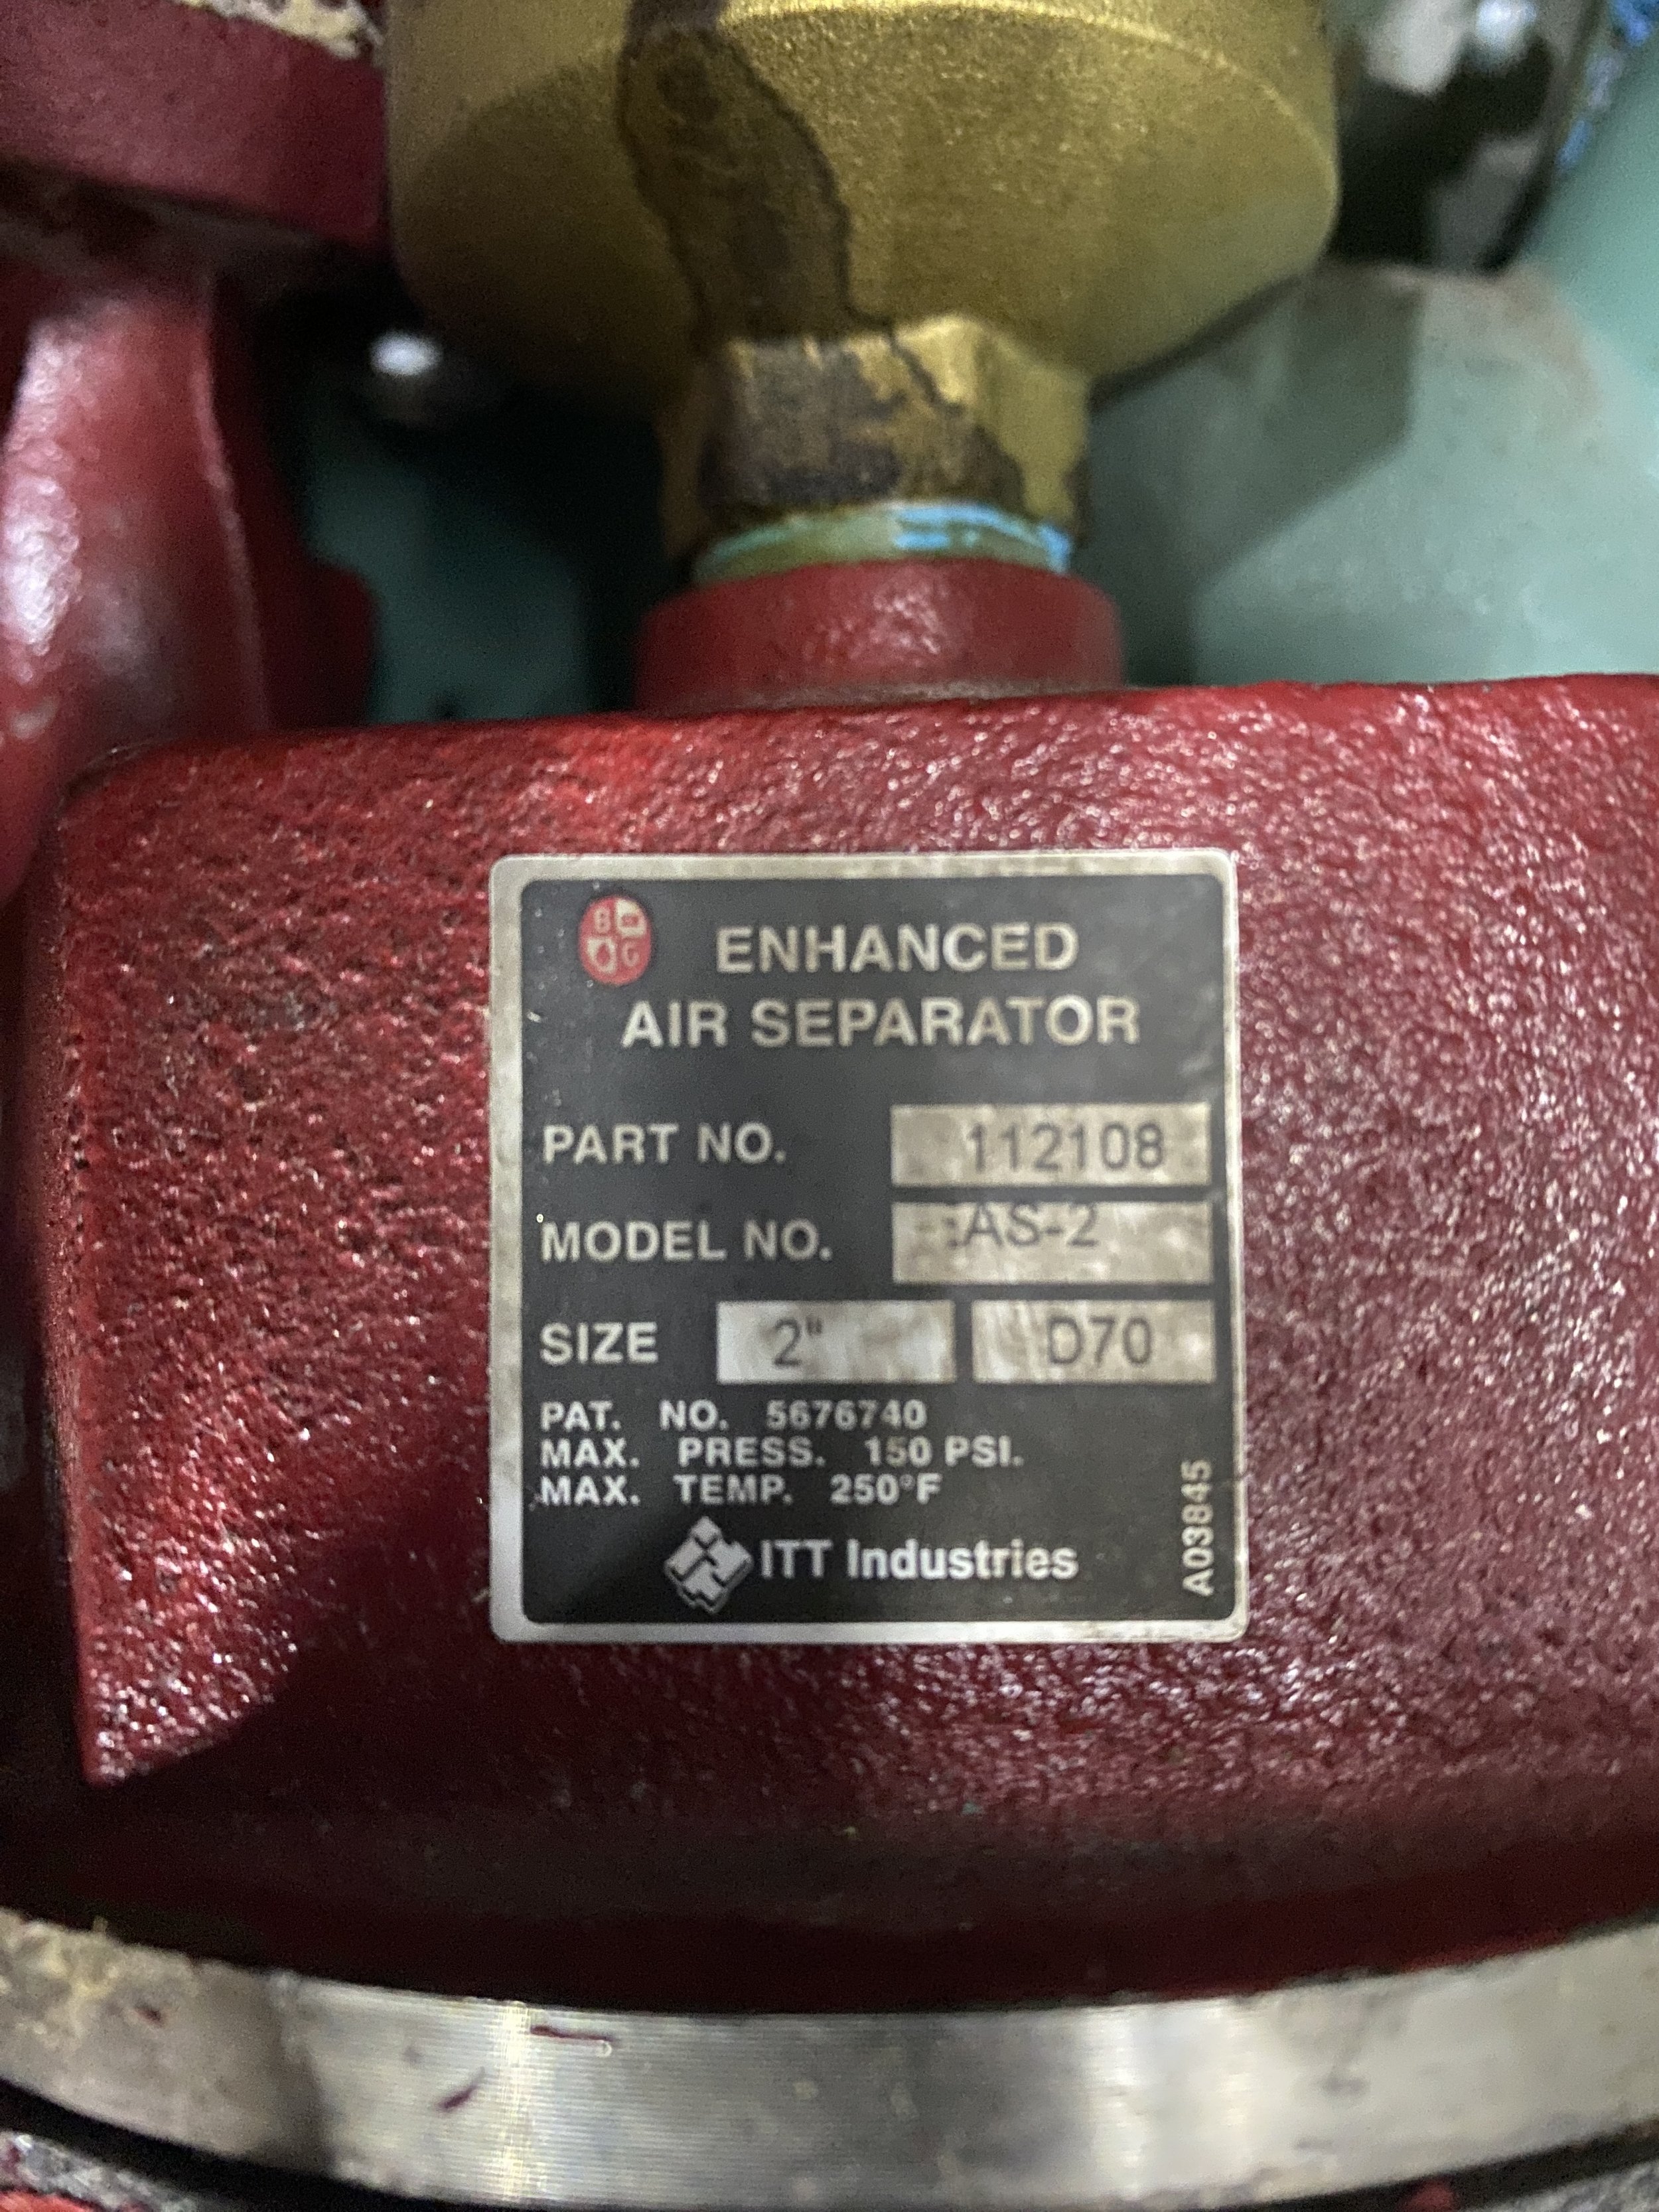 B & G
ENHANCED
AIR SEPARATOR
PART NO. 112108
MODEL NO. AS-2
SIZE 2" D70
PAT. NO. 5676740
MAX. PRESS. 150 PSI.
MAX. TEMP. 250°F
ITT Industries
A03845